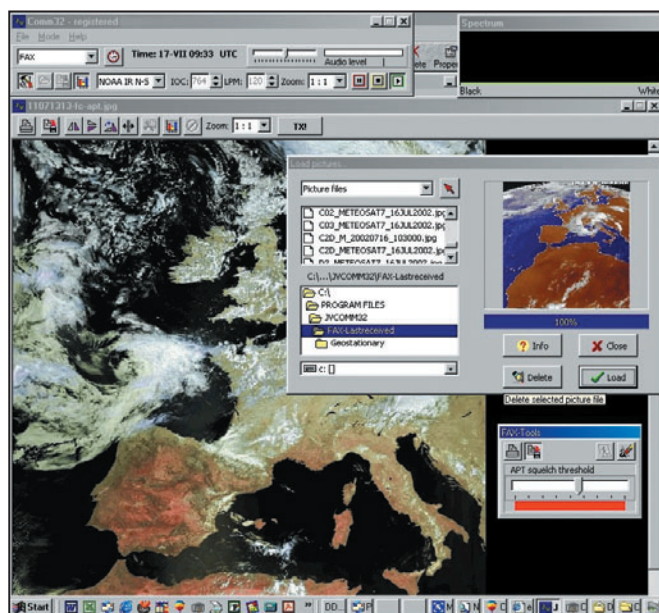 Comm32 - registered
File Mode Help
FAX
Time: 17-VII 09:33 UTC
Audio level
NOAA IR N-S IOC: 764 LPM: 120 Zoom: 1 : 1
Spectrum
Black White
11071313-fc-apt.jpg
Zoom: 1 : 1 TX!
Load pictures...
Picture files
C02_METEOSAT7_16JUL2002.jpg
C03_METEOSAT7_16JUL2002.jpg
C2D_M_20020716_103000.jpg
C2D_METEOSAT7_16JUL2002.jpg
C:\...\JVCOMM32\FAX-Lastreceived
C:\
PROGRAM FILES
JVCOMM32
FAX-Lastreceived
Geostationary
c: []
100%
Info Close
Delete Load
Delete selected picture file
FAX-Tools
APT squelch threshold
Start DD...